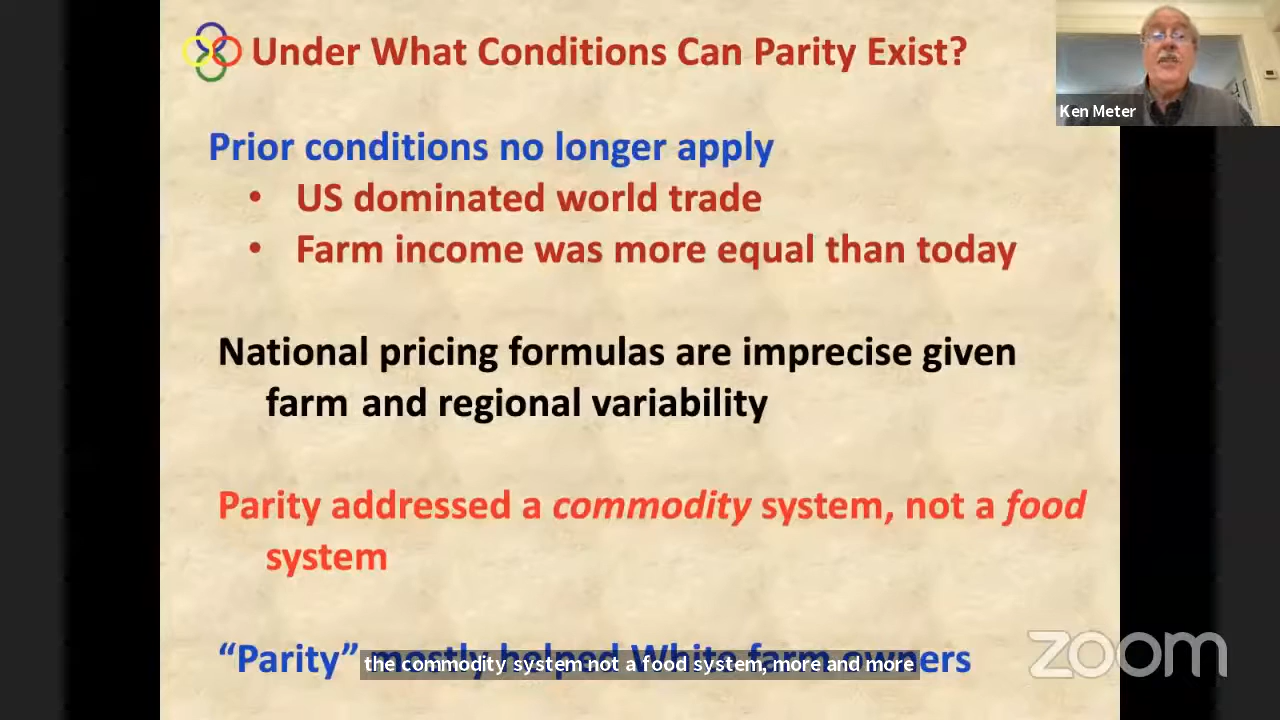 Under What Conditions Can Parity Exist?
Ken Meter
Prior conditions no longer apply
• US dominated world trade
• Farm income was more equal than today
National pricing formulas are imprecise given
farm and regional variability
Parity addressed a commodity system, not a food
system
“Parity” mostly helped White farm owners
the commodity system not a food system, more and more
zoom